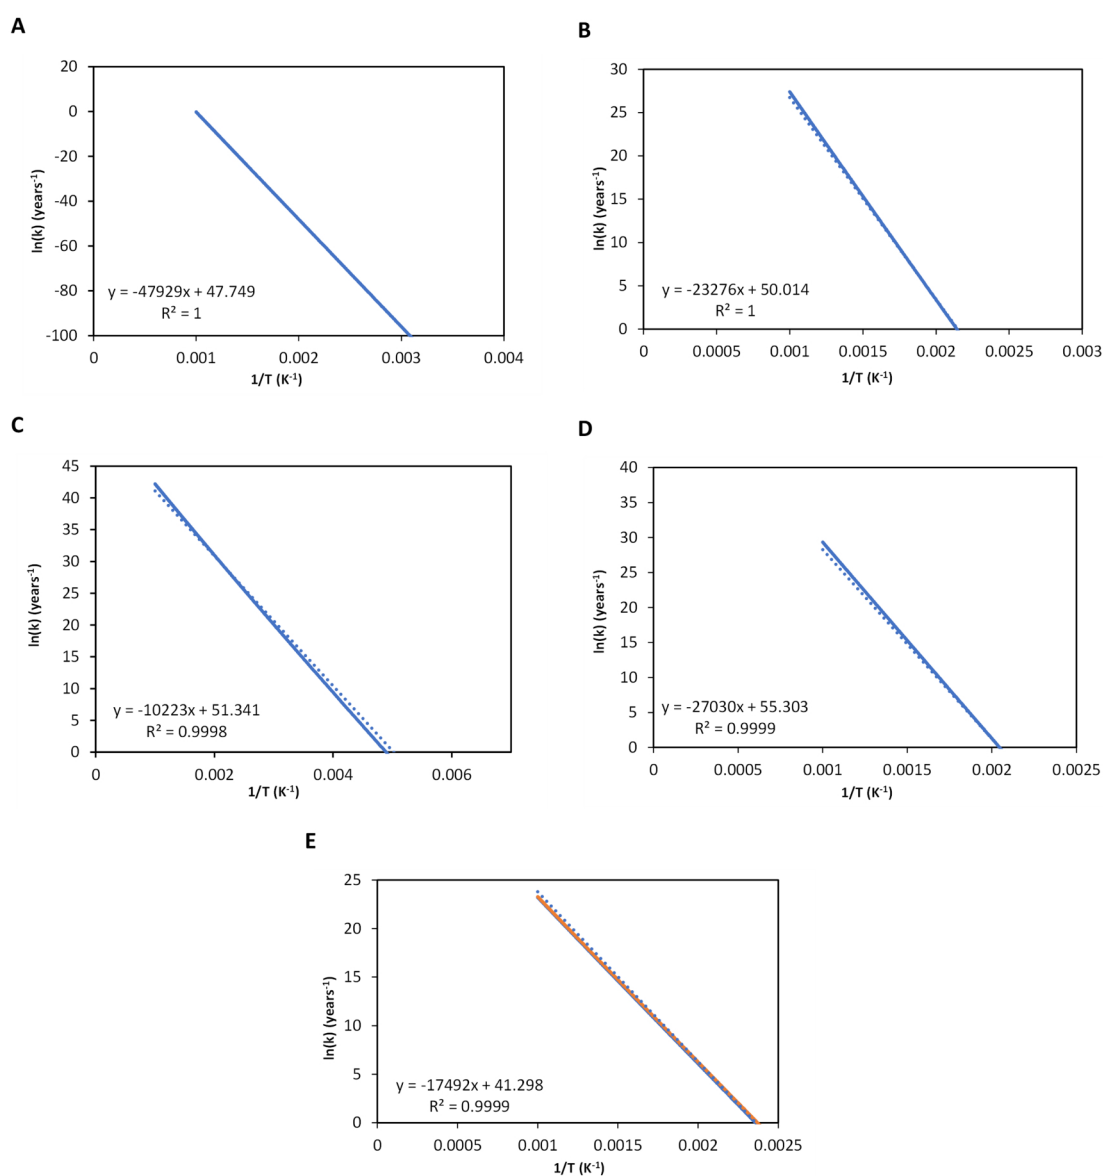 A
20
0
-20
-40
-60
-80
-100
ln(k) (years⁻¹)
y = -47929x + 47.749
R² = 1
0 0.001 0.002 0.003 0.004
1/T (K⁻¹)
B
30
25
20
15
10
5
0
ln(k) (years⁻¹)
y = -23276x + 50.014
R² = 1
0 0.0005 0.001 0.0015 0.002 0.0025 0.003
1/T (K⁻¹)
C
45
40
35
30
25
20
15
10
5
0
ln(k) (years⁻¹)
y = -10223x + 51.341
R² = 0.9998
0 0.002 0.004 0.006
1/T (K⁻¹)
D
40
35
30
25
20
15
10
5
0
ln(k) (years⁻¹)
y = -27030x + 55.303
R² = 0.9999
0 0.0005 0.001 0.0015 0.002 0.0025
1/T (K⁻¹)
E
25
20
15
10
5
0
ln(k) (years⁻¹)
y = -17492x + 41.298
R² = 0.9999
0 0.0005 0.001 0.0015 0.002 0.0025
1/T (K⁻¹)